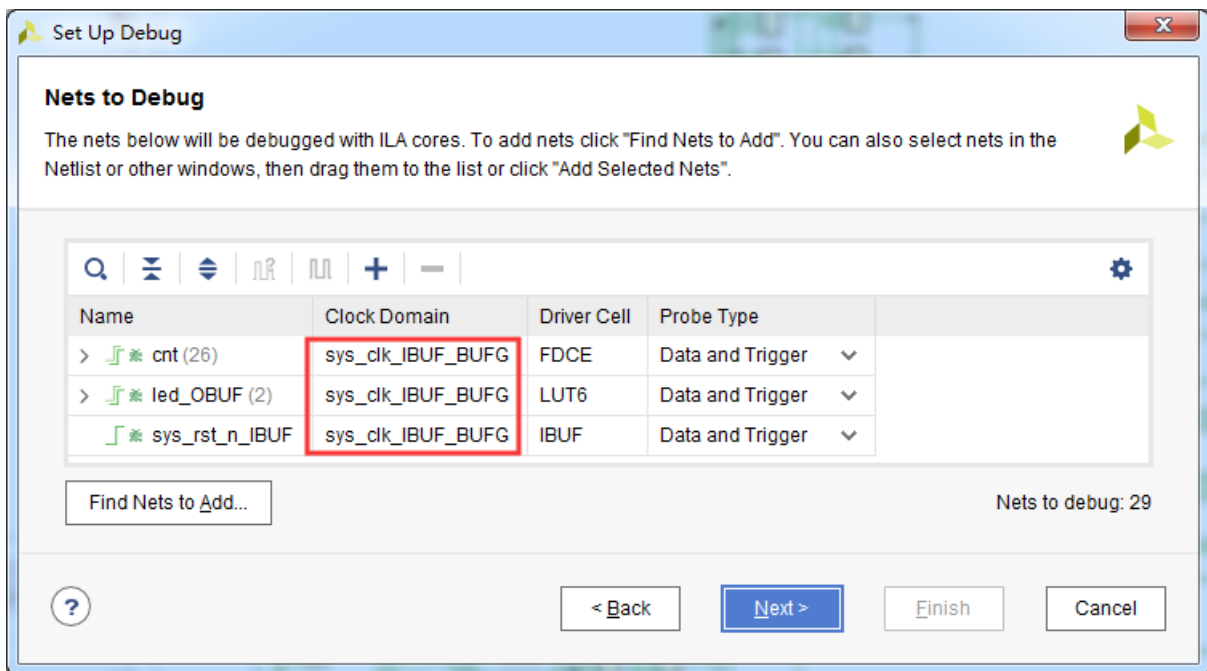 Set Up Debug
Nets to Debug
The nets below will be debugged with ILA cores. To add nets click "Find Nets to Add". You can also select nets in the
Netlist or other windows, then drag them to the list or click "Add Selected Nets".
Name Clock Domain Driver Cell Probe Type
cnt (26) sys_clk_IBUF_BUFG FDCE Data and Trigger
led_OBUF (2) sys_clk_IBUF_BUFG LUT6 Data and Trigger
sys_rst_n_IBUF sys_clk_IBUF_BUFG IBUF Data and Trigger
Find Nets to Add... Nets to debug: 29
? < Back Next > Finish Cancel